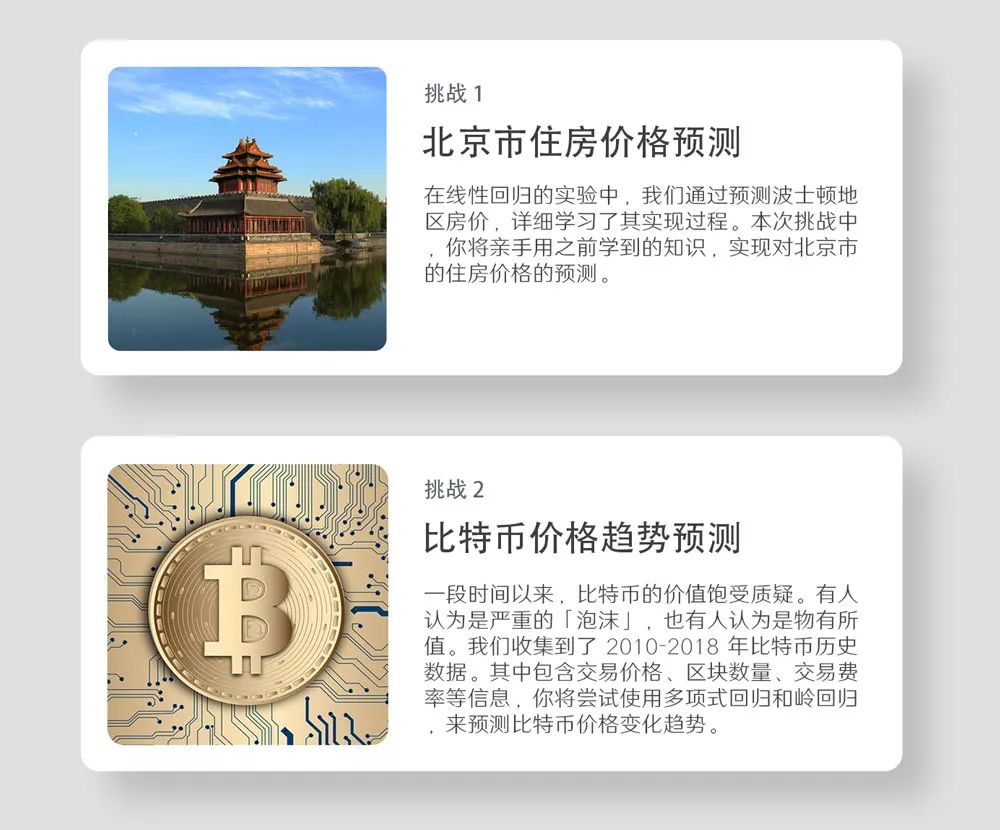 挑战 1
北京市住房价格预测
在线性回归的实验中，我们通过预测波士顿地
区房价，详细学习了其实现过程。本次挑战中
，你将亲手用之前学到的知识，实现对北京市
的住房价格的预测。
挑战 2
比特币价格趋势预测
一段时间以来，比特币的价值饱受质疑。有人
认为是严重的「泡沫」，也有人认为是物有所
值。我们收集到了 2010-2018 年比特币历史
数据。其中包含交易价格、区块数量、交易费
率等信息，你将尝试使用多项式回归和岭回归
，来预测比特币价格变化趋势。